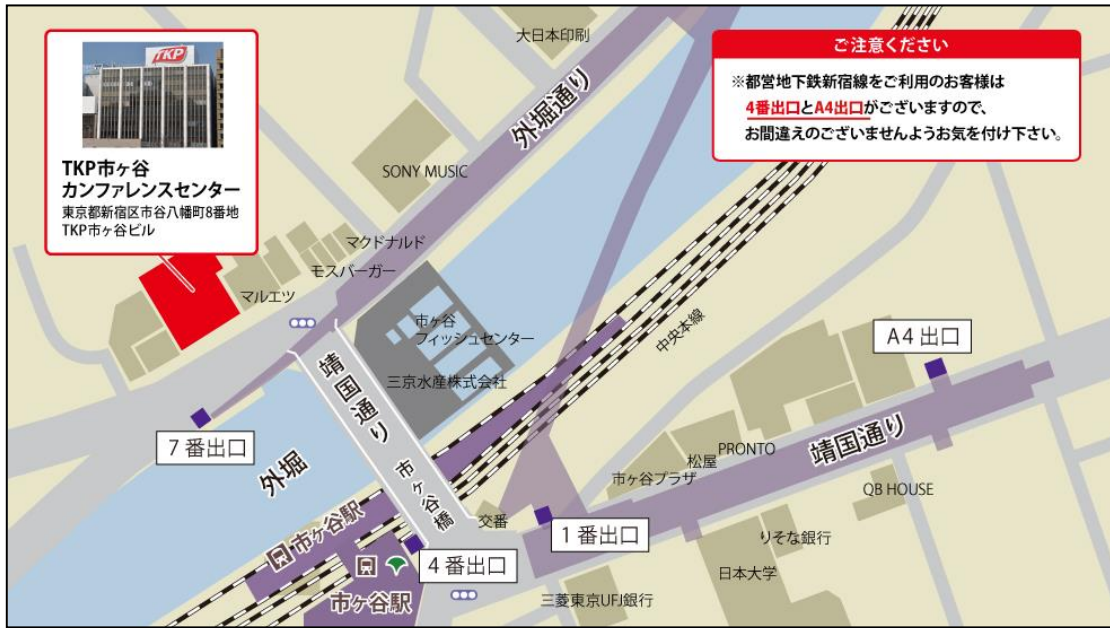 TKP
TKP市ヶ谷
カンファレンスセンター
東京都新宿区市谷八幡町8番地
TKP市ヶ谷ビル
大日本印刷
外堀通り
SONY MUSIC
マクドナルド
モスバーガー
マルエツ
ご注意ください
※都営地下鉄新宿線をご利用のお客様は
4番出口とA4出口がございますので、
お間違えのございませんようお気を付け下さい。
市ヶ谷
フィッシュセンター
三京水産株式会社
中央本線
A4出口
靖国通り
7番出口
外堀
市ヶ谷橋
靖国通り
PRONTO
松屋
市ヶ谷プラザ
QB HOUSE
市ヶ谷駅
交番
1番出口
4番出口
りそな銀行
日本大学
市ヶ谷駅
三菱東京UFJ銀行